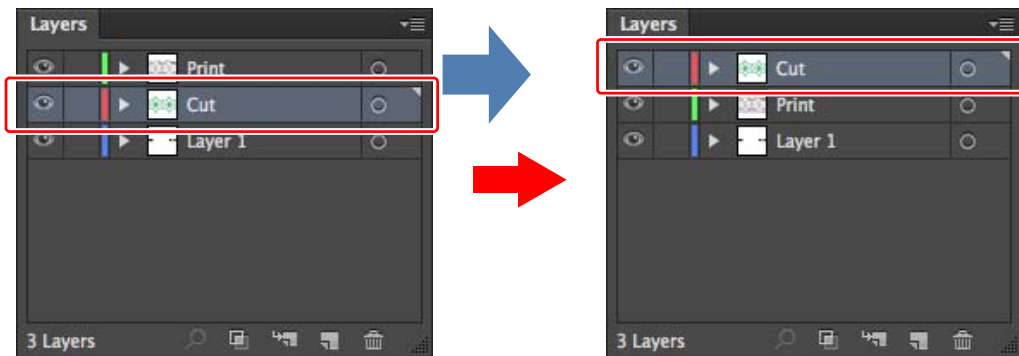 Layers
Print
Cut
Layer 1
3 Layers
Layers
Cut
Print
Layer 1
3 Layers